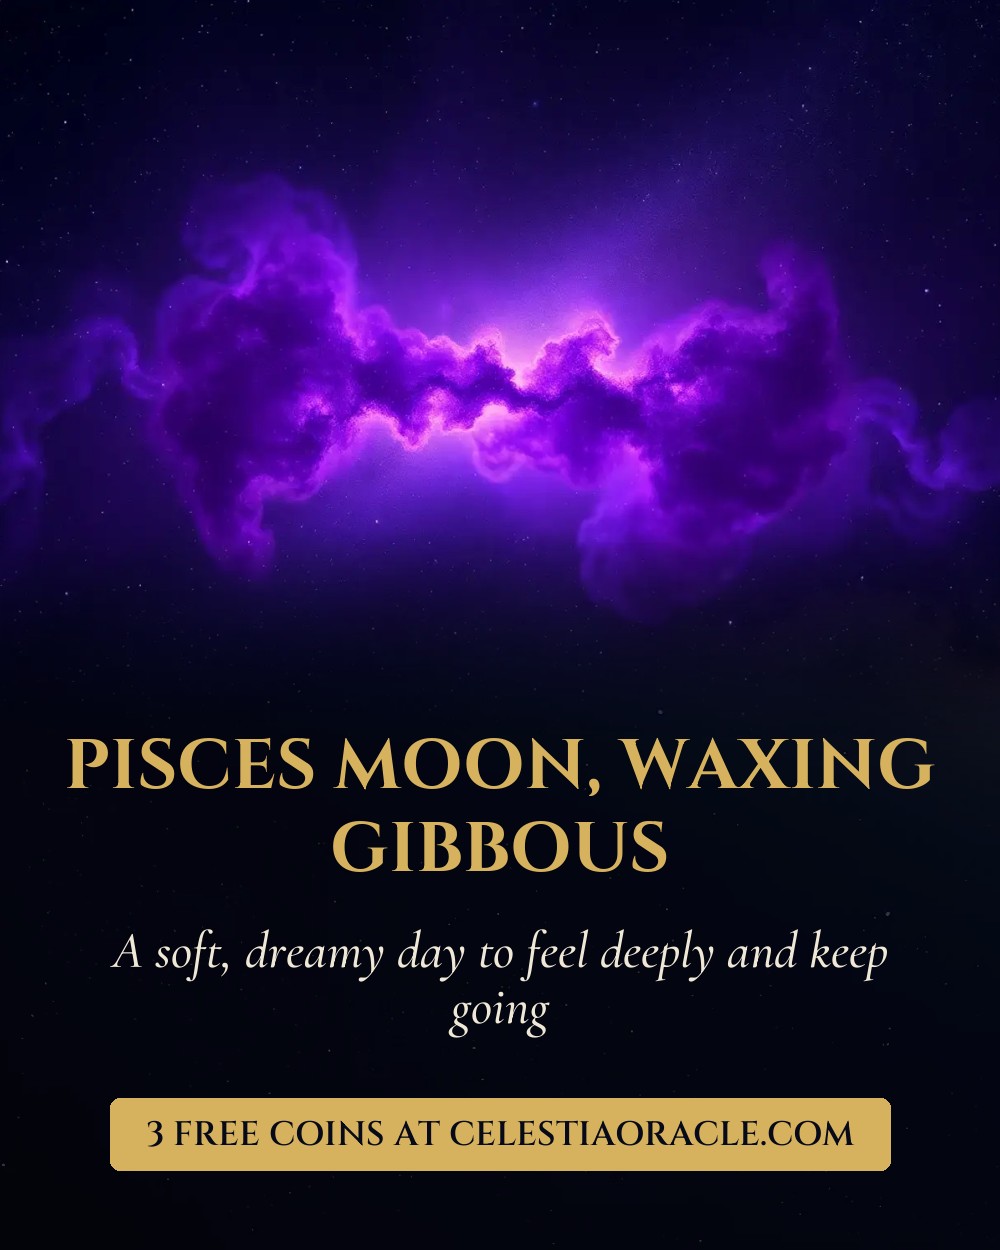 PISCES MOON, WAXING
GIBBOUS
A soft, dreamy day to feel deeply and keep
going
3 FREE COINS AT CELESTIAORACLE.COM